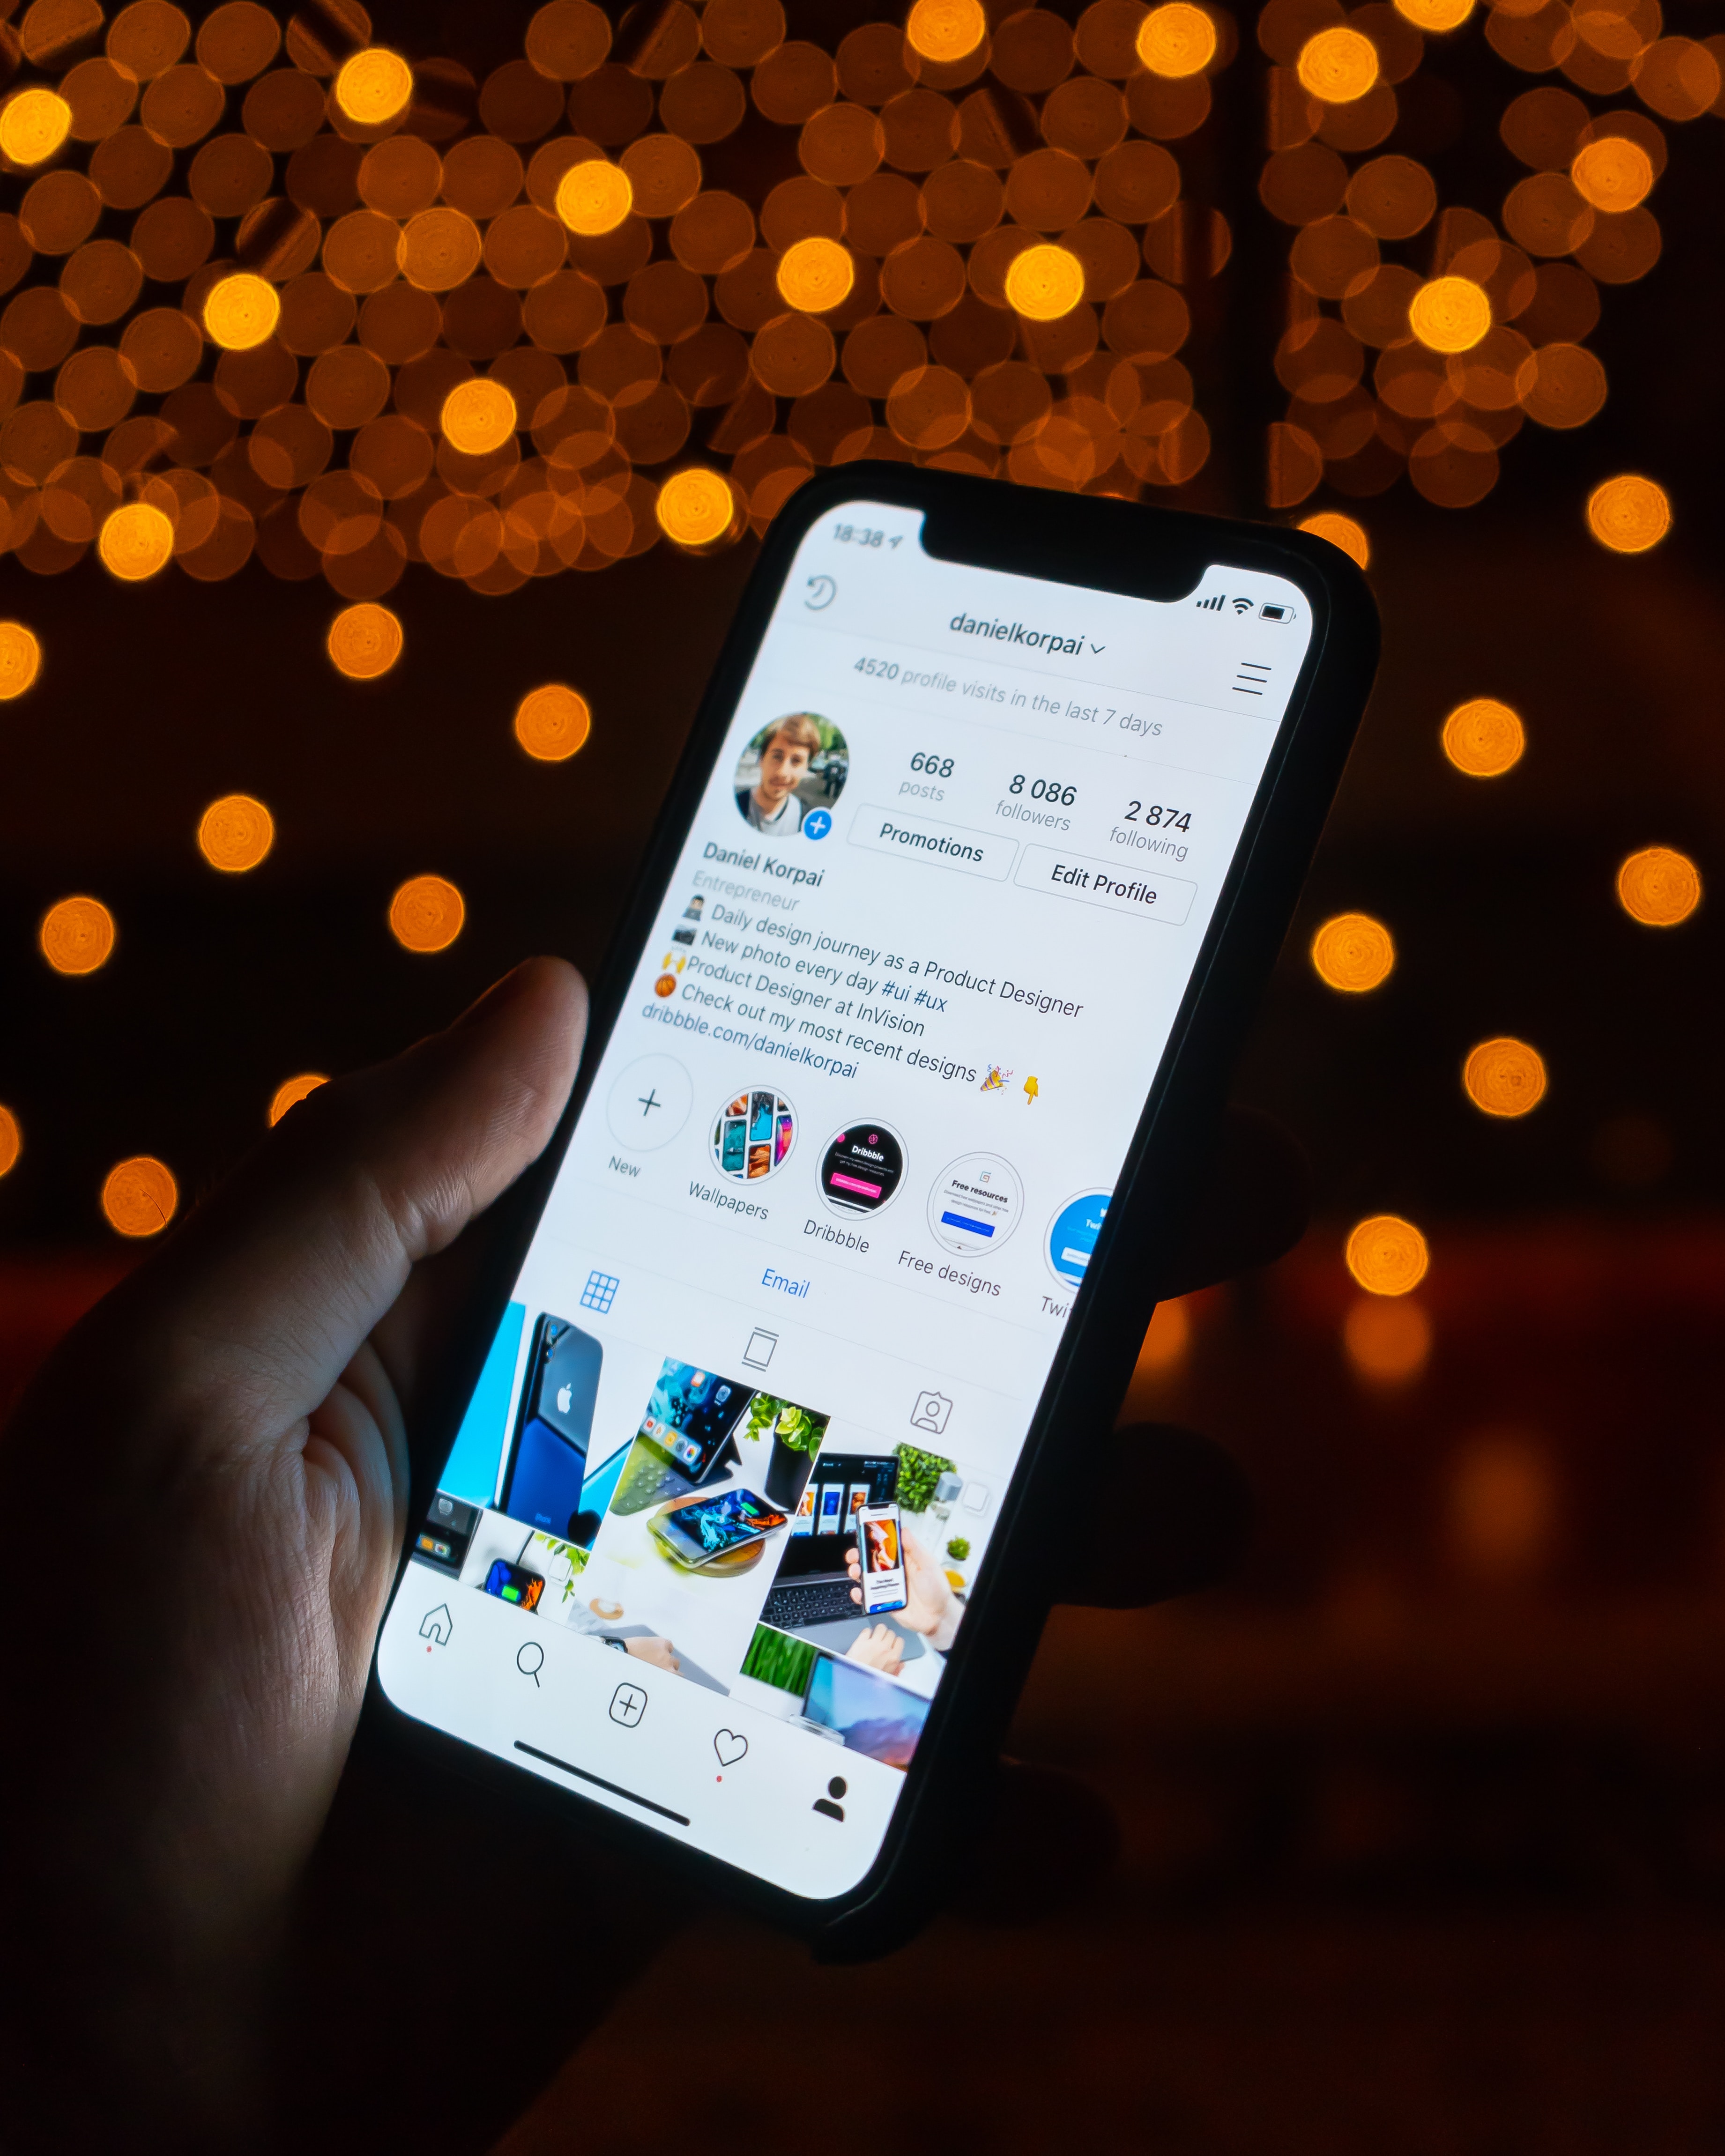 18:38
danielkorpai
4520 profile visits in the last 7 days
668
posts
8 086
followers
2 874
following
Promotions
Edit Profile
Daniel Korpai
Entrepreneur
Daily design journey as a Product Designer
New photo every day #ui #ux
Product Designer at InVision
Check out my most recent designs 🎉 👇
dribbble.com/danielkorpai
Dribbble
Free resources
New
Wallpapers
Dribbble
Free designs
Twi
Email